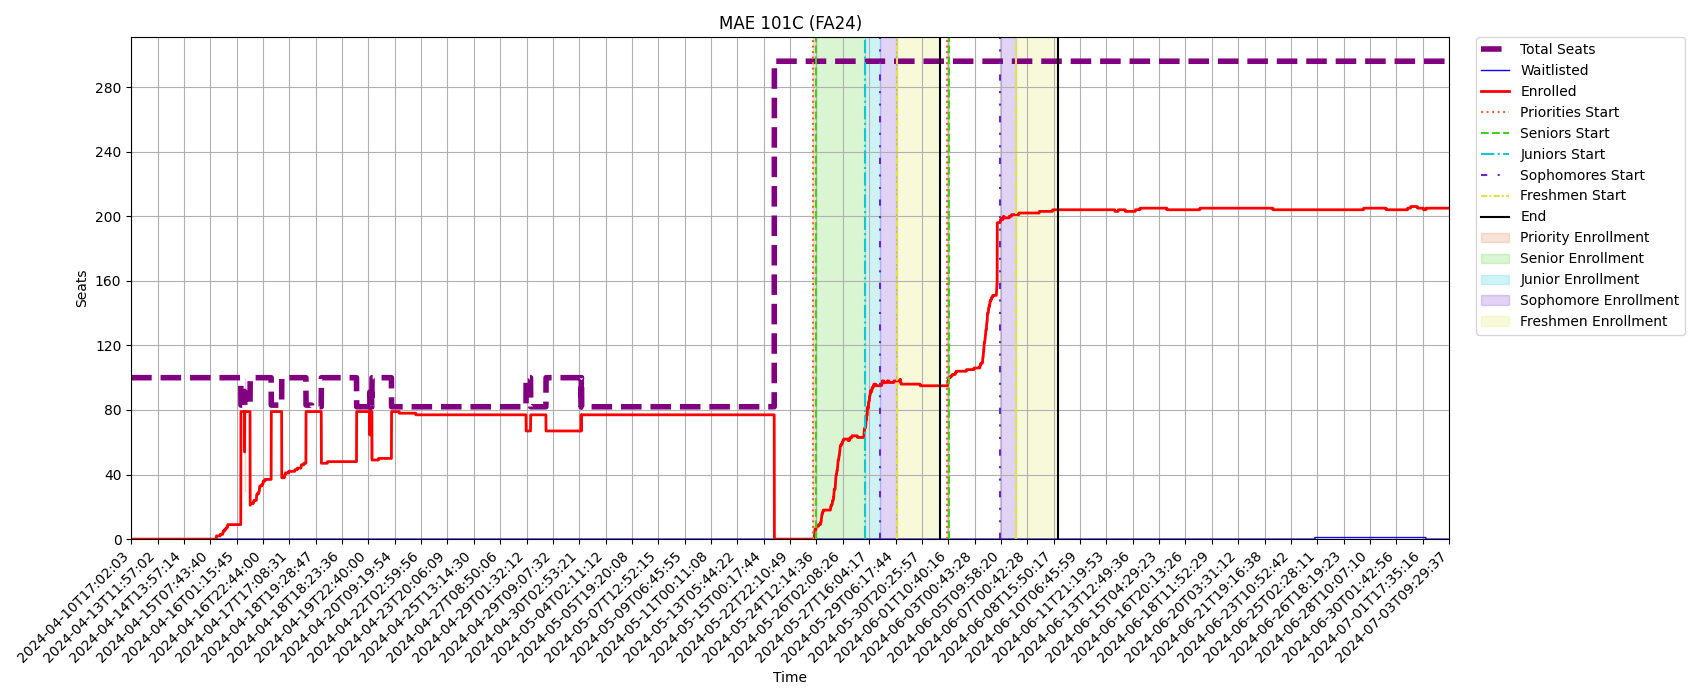 MAE 101C (FA24)
Seats
280
240
200
160
120
80
40
0
2024-04-10T17:02:03
2024-04-13T11:57:02
2024-04-14T13:57:14
2024-04-15T07:43:40
2024-04-16T01:15:45
2024-04-16T22:44:00
2024-04-17T17:08:31
2024-04-18T19:28:47
2024-04-18T18:23:36
2024-04-19T22:40:00
2024-04-20T09:19:54
2024-04-22T02:59:56
2024-04-23T20:06:09
2024-04-25T13:14:30
2024-04-27T08:50:06
2024-04-29T01:32:12
2024-04-29T09:07:32
2024-04-30T02:53:21
2024-05-04T02:11:12
2024-05-05T19:20:08
2024-05-07T12:52:15
2024-05-09T06:45:55
2024-05-11T00:11:08
2024-05-13T05:44:22
2024-05-15T00:17:44
2024-05-22T22:10:49
2024-05-24T12:14:36
2024-05-26T02:08:26
2024-05-27T16:04:17
2024-05-29T06:17:44
2024-05-30T20:25:57
2024-06-01T10:40:16
2024-06-03T00:43:28
2024-06-05T09:58:20
2024-06-07T00:42:28
2024-06-08T15:50:17
2024-06-10T06:45:59
2024-06-11T21:19:53
2024-06-13T12:49:36
2024-06-15T04:29:23
2024-06-16T20:13:26
2024-06-18T11:52:29
2024-06-20T03:31:12
2024-06-21T19:16:38
2024-06-23T10:52:42
2024-06-25T02:28:11
2024-06-26T18:19:23
2024-06-28T10:07:10
2024-06-30T01:42:56
2024-07-01T17:35:16
2024-07-03T09:29:37
Time
Total Seats
Waitlisted
Enrolled
Priorities Start
Seniors Start
Juniors Start
Sophomores Start
Freshmen Start
End
Priority Enrollment
Senior Enrollment
Junior Enrollment
Sophomore Enrollment
Freshmen Enrollment